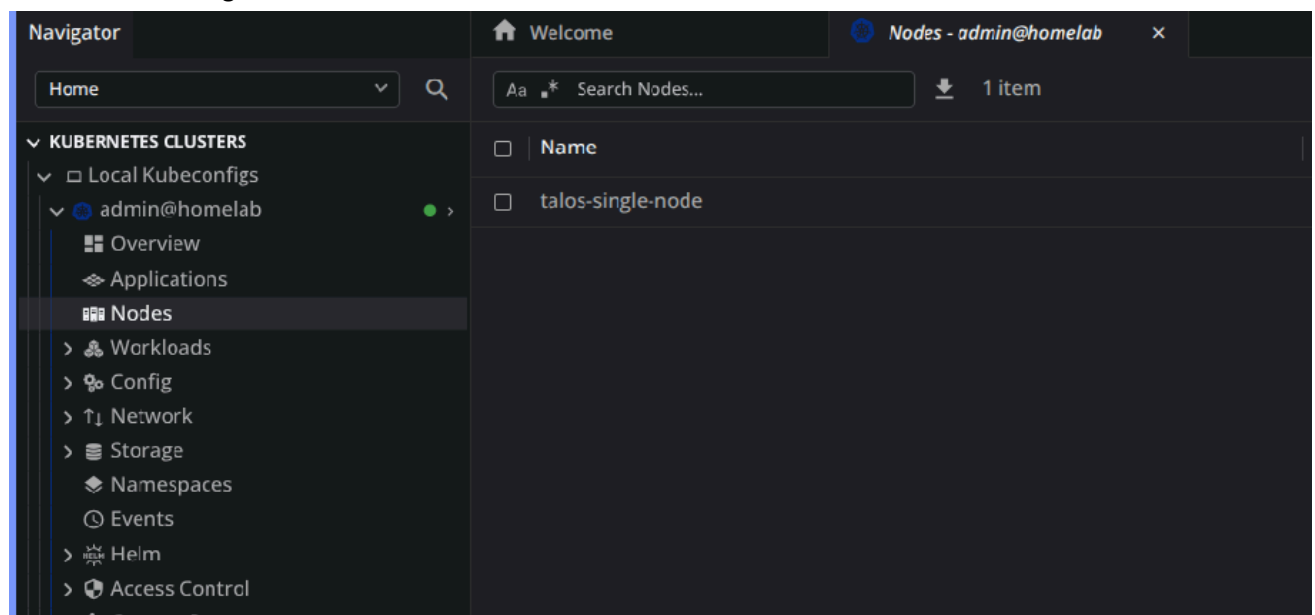 Navigator
Welcome
Nodes - admin@homelab
Home
Aa .* Search Nodes...
1 item
KUBERNETES CLUSTERS
Name
Local Kubeconfigs
talos-single-node
admin@homelab
Overview
Applications
Nodes
Workloads
Config
Network
Storage
Namespaces
Events
HELM Helm
Access Control